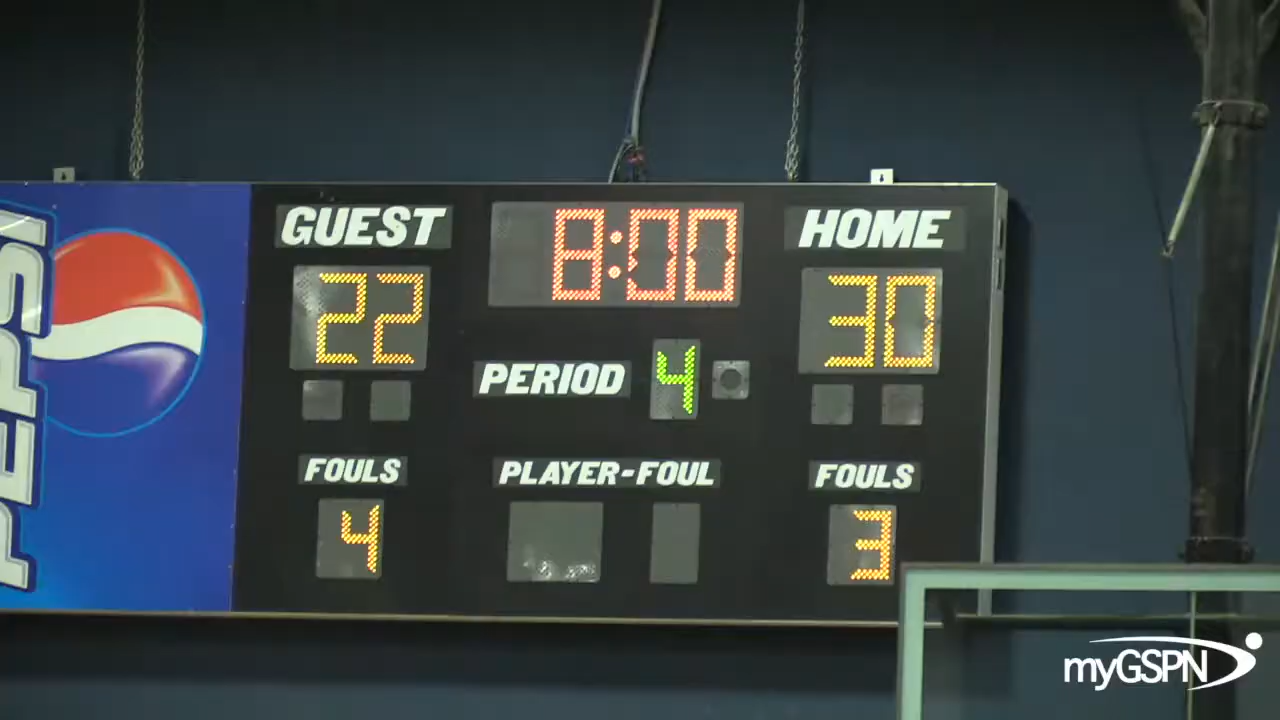 PEPSI
GUEST 8:00 HOME
22 30
PERIOD 4
FOULS PLAYER-FOUL FOULS
4 3
myGSPN